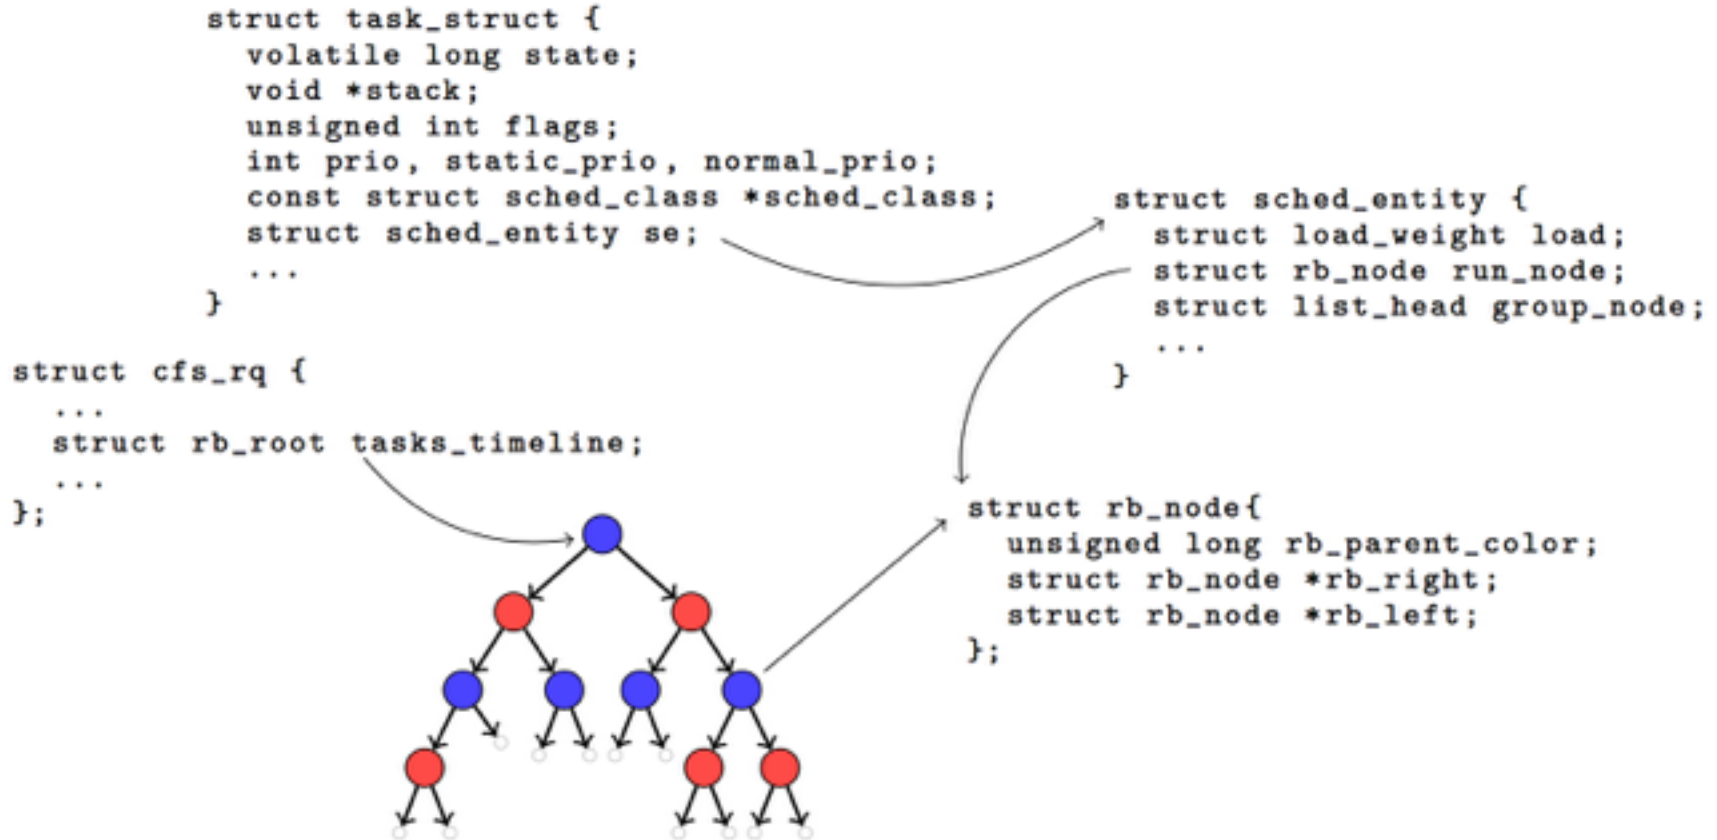 struct task_struct {
volatile long state;
void *stack;
unsigned int flags;
int prio, static_prio, normal_prio;
const struct sched_class *sched_class;
struct sched_entity se;
...
}
struct sched_entity {
struct load_weight load;
struct rb_node run_node;
struct list_head group_node;
...
}
struct cfs_rq {
...
struct rb_root tasks_timeline;
...
};
struct rb_node{
unsigned long rb_parent_color;
struct rb_node *rb_right;
struct rb_node *rb_left;
};